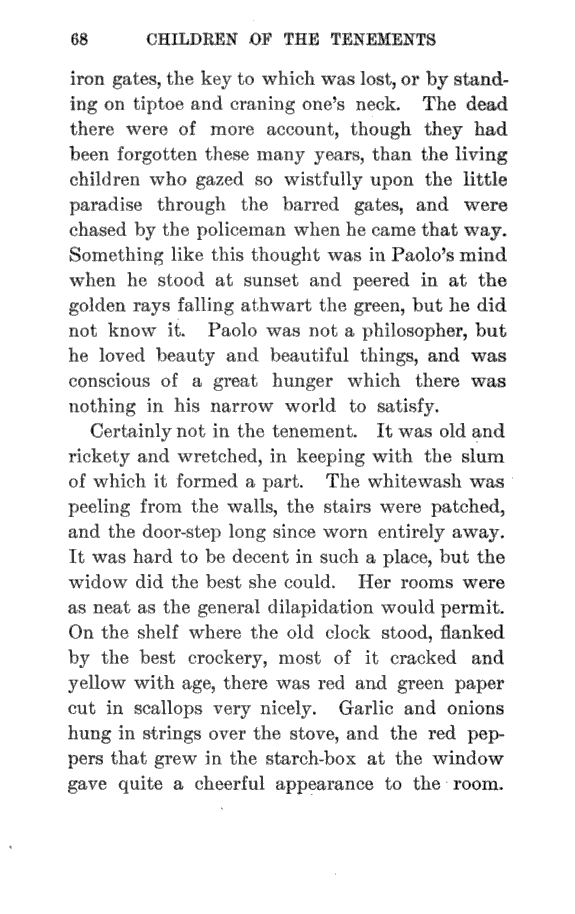 68 CHILDREN OF THE TENEMENTS
iron gates, the key to which was lost, or by stand-
ing on tiptoe and craning one's neck. The dead
there were of more account, though they had
been forgotten these many years, than the living
children who gazed so wistfully upon the little
paradise through the barred gates, and were
chased by the policeman when he came that way.
Something like this thought was in Paolo's mind
when he stood at sunset and peered in at the
golden rays falling athwart the green, but he did
not know it. Paolo was not a philosopher, but
he loved beauty and beautiful things, and was
conscious of a great hunger which there was
nothing in his narrow world to satisfy.
Certainly not in the tenement. It was old and
rickety and wretched, in keeping with the slum
of which it formed a part. The whitewash was
peeling from the walls, the stairs were patched,
and the door-step long since worn entirely away.
It was hard to be decent in such a place, but the
widow did the best she could. Her rooms were
as neat as the general dilapidation would permit.
On the shelf where the old clock stood, flanked
by the best crockery, most of it cracked and
yellow with age, there was red and green paper
cut in scallops very nicely. Garlic and onions
hung in strings over the stove, and the red pep-
pers that grew in the starch-box at the window
gave quite a cheerful appearance to the room.